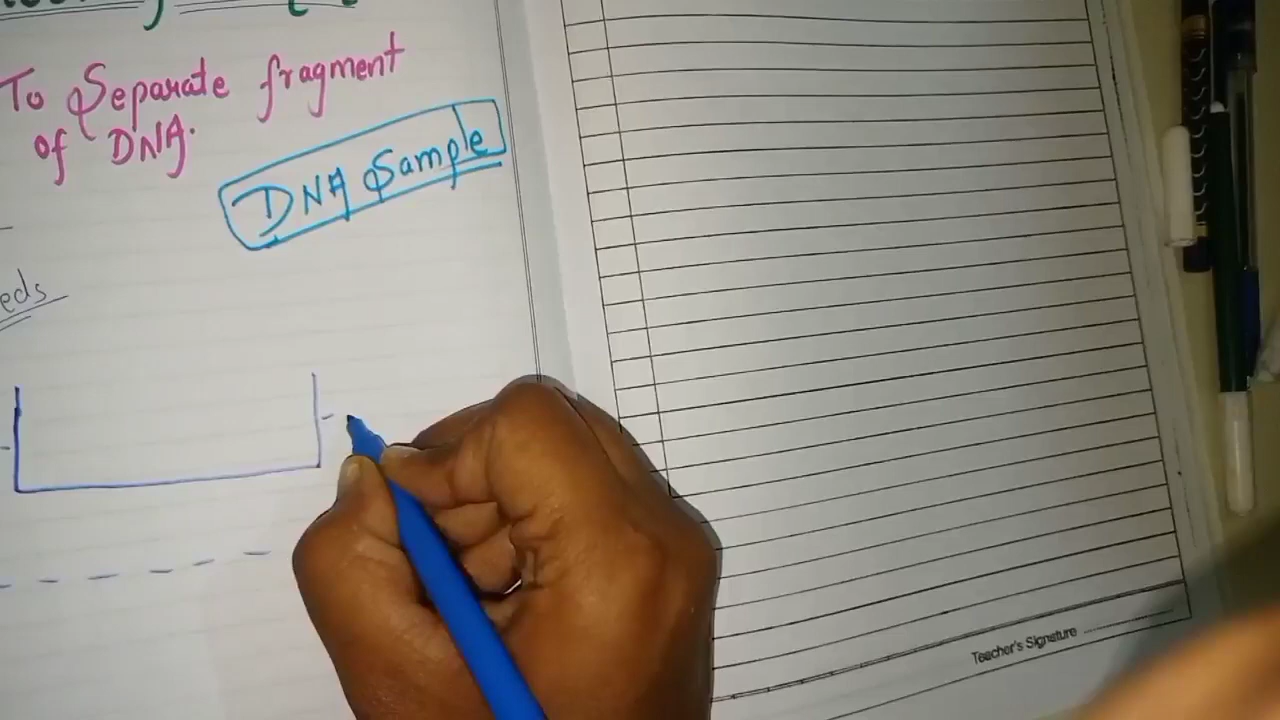 To Separate fragment
of DNA.
DNA Sample
eds
Teacher's Signature